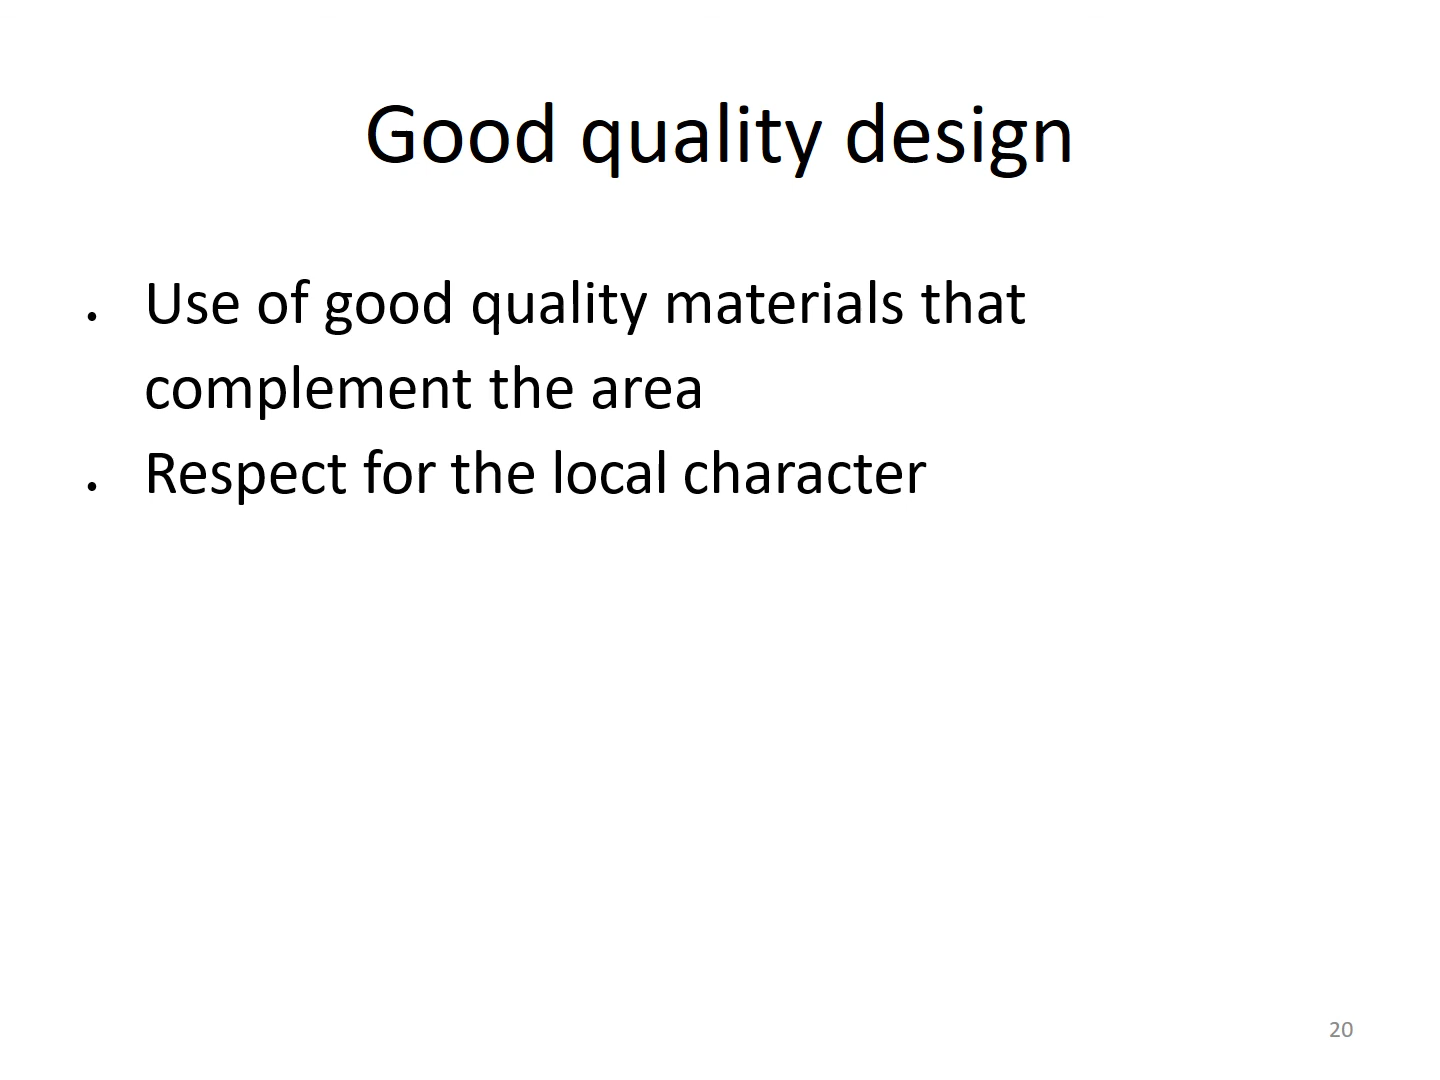 Good quality design
• Use of good quality materials that
complement the area
• Respect for the local character
20